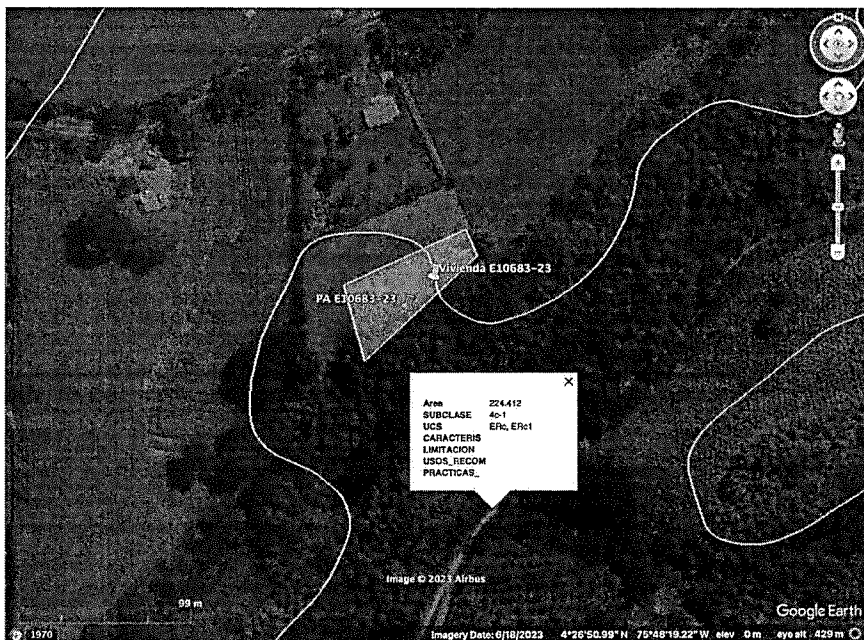 N
Vivienda E10683-23
PA E10683-23
Area 224.412
SUBCLASE 4c-1
UCS ERc, ERc1
CARACTERIS
LIMITACION
USOS_RECOM
PRACTICAS_
Image © 2023 Airbus
99 m
Google Earth
1970
Imagery Date: 6/18/2023 4°26'50.99" N 75°48'19.22" W elev 0 m eye alt 429 m